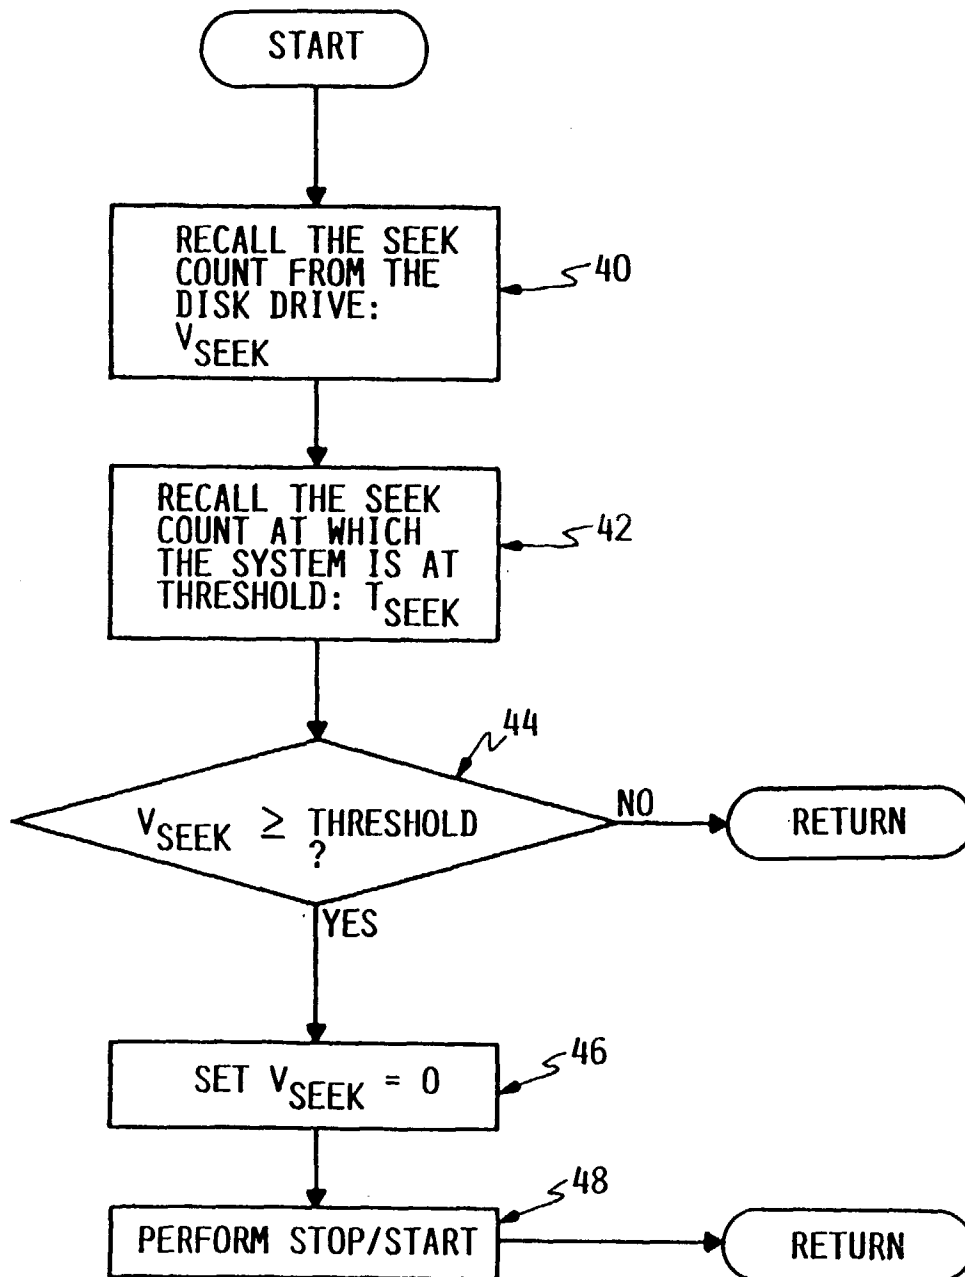 START
RECALL THE SEEK
COUNT FROM THE
DISK DRIVE:
VSEEK
40
RECALL THE SEEK
COUNT AT WHICH
THE SYSTEM IS AT
THRESHOLD: TSEEK
42
44
VSEEK ≥ THRESHOLD
?
NO
RETURN
YES
SET VSEEK = 0
46
PERFORM STOP/START
48
RETURN